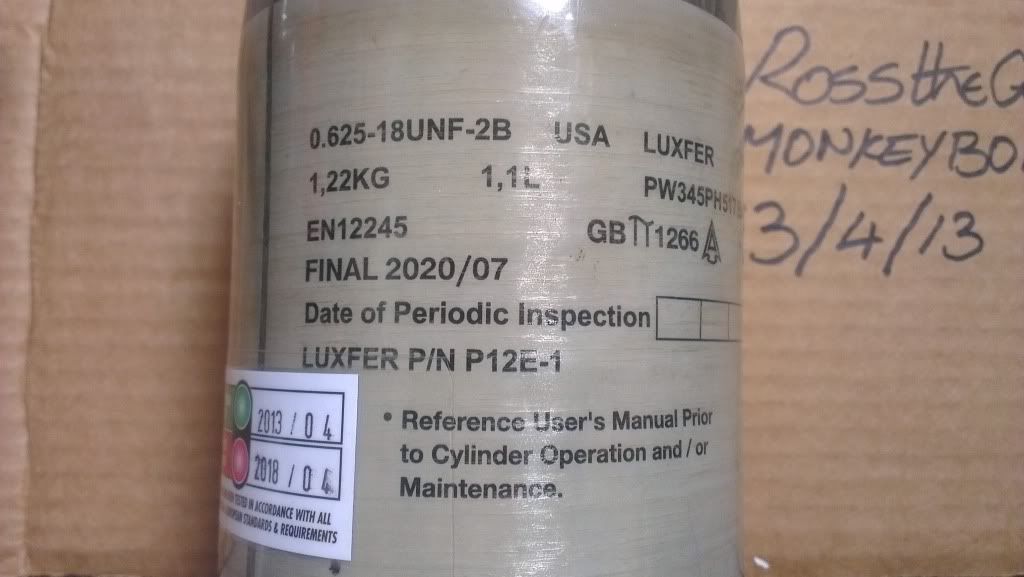 0.625-18UNF-2B USA LUXFER
1,22KG 1,1L PW345PH
EN12245 GB 1266
FINAL 2020/07
Date of Periodic Inspection
LUXFER P/N P12E-1
2013 / 04
2018 / 04
TESTED IN ACCORDANCE WITH ALL
STANDARDS & REQUIREMENTS
• Reference User's Manual Prior
to Cylinder Operation and / or
Maintenance.
Ross the G
MONKEYBO
3/4/13